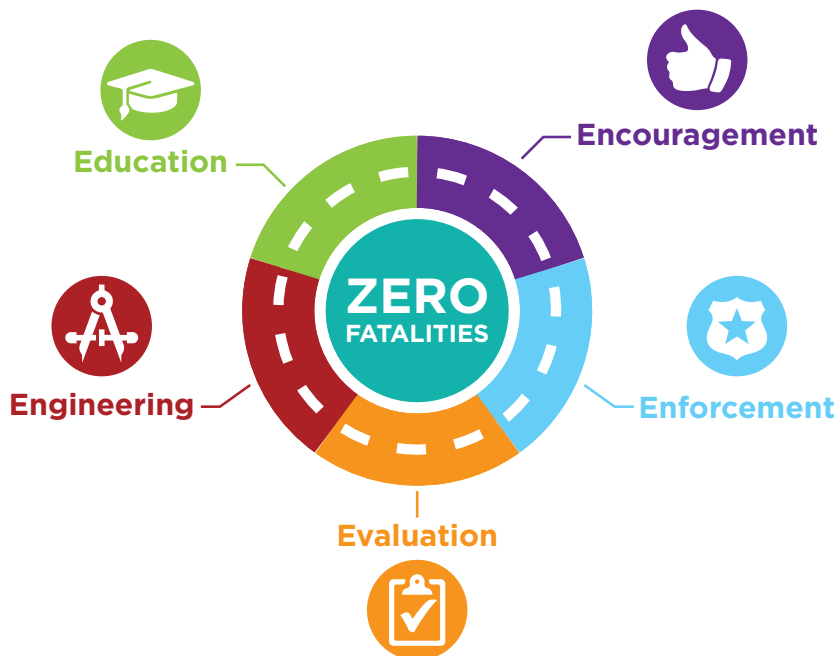 Encouragement
Education
ZERO
FATALITIES
Engineering
Enforcement
Evaluation